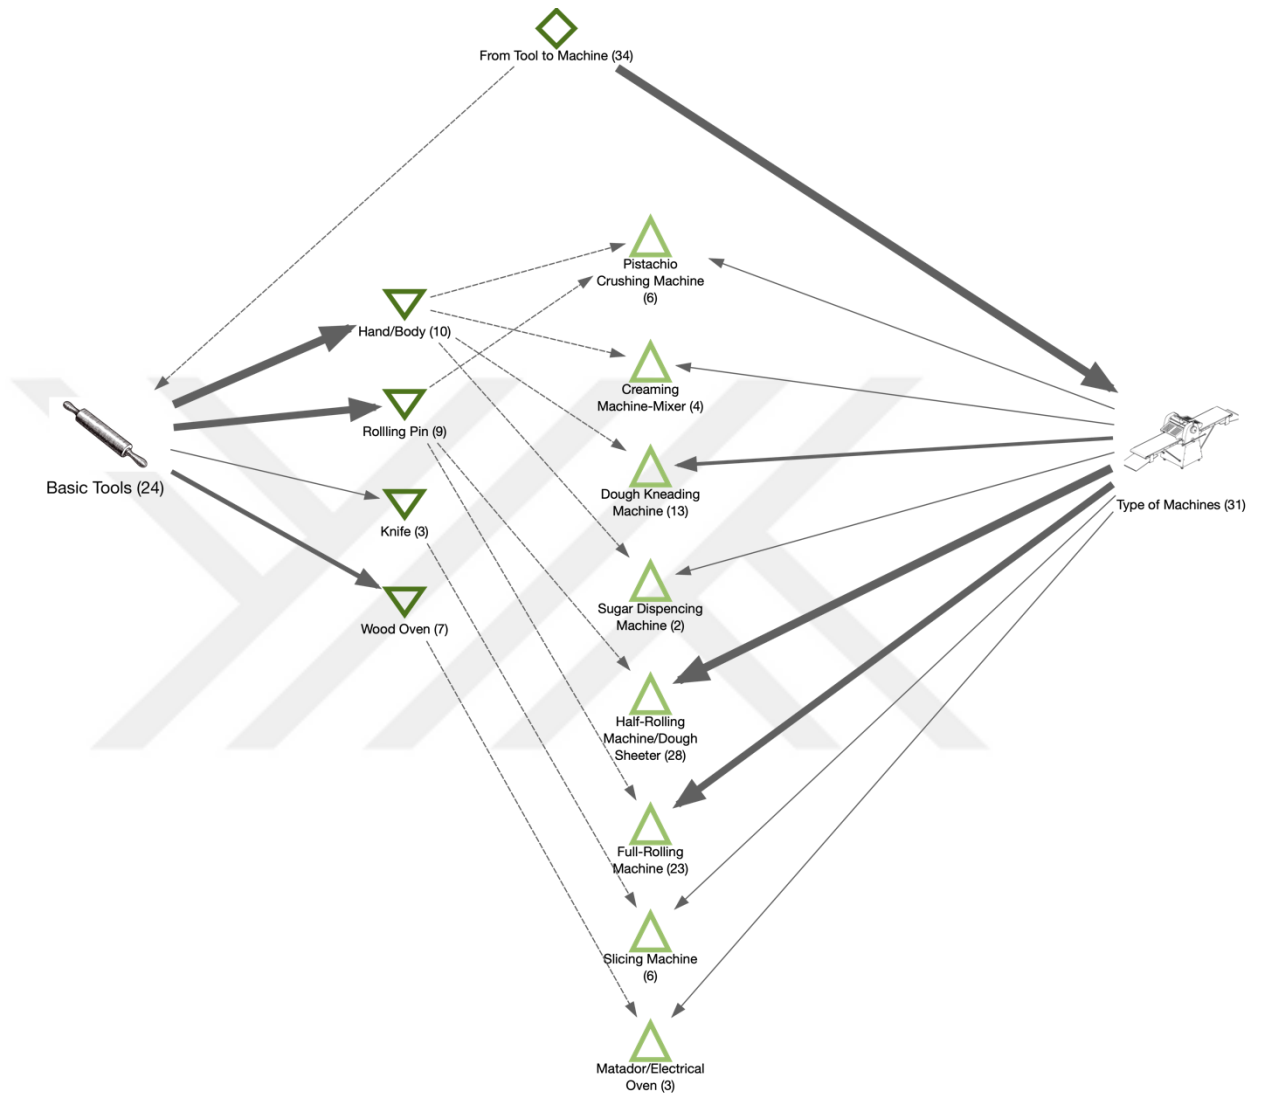 From Tool to Machine (34)
Pistachio
Crushing Machine
(6)
Hand/Body (10)
Creaming
Machine-Mixer (4)
Rollling Pin (9)
Basic Tools (24)
Dough Kneading
Machine (13)
Type of Machines (31)
Knife (3)
Sugar Dispencing
Machine (2)
Wood Oven (7)
Half-Rolling
Machine/Dough
Sheeter (28)
Full-Rolling
Machine (23)
Slicing Machine
(6)
Matador/Electrical
Oven (3)